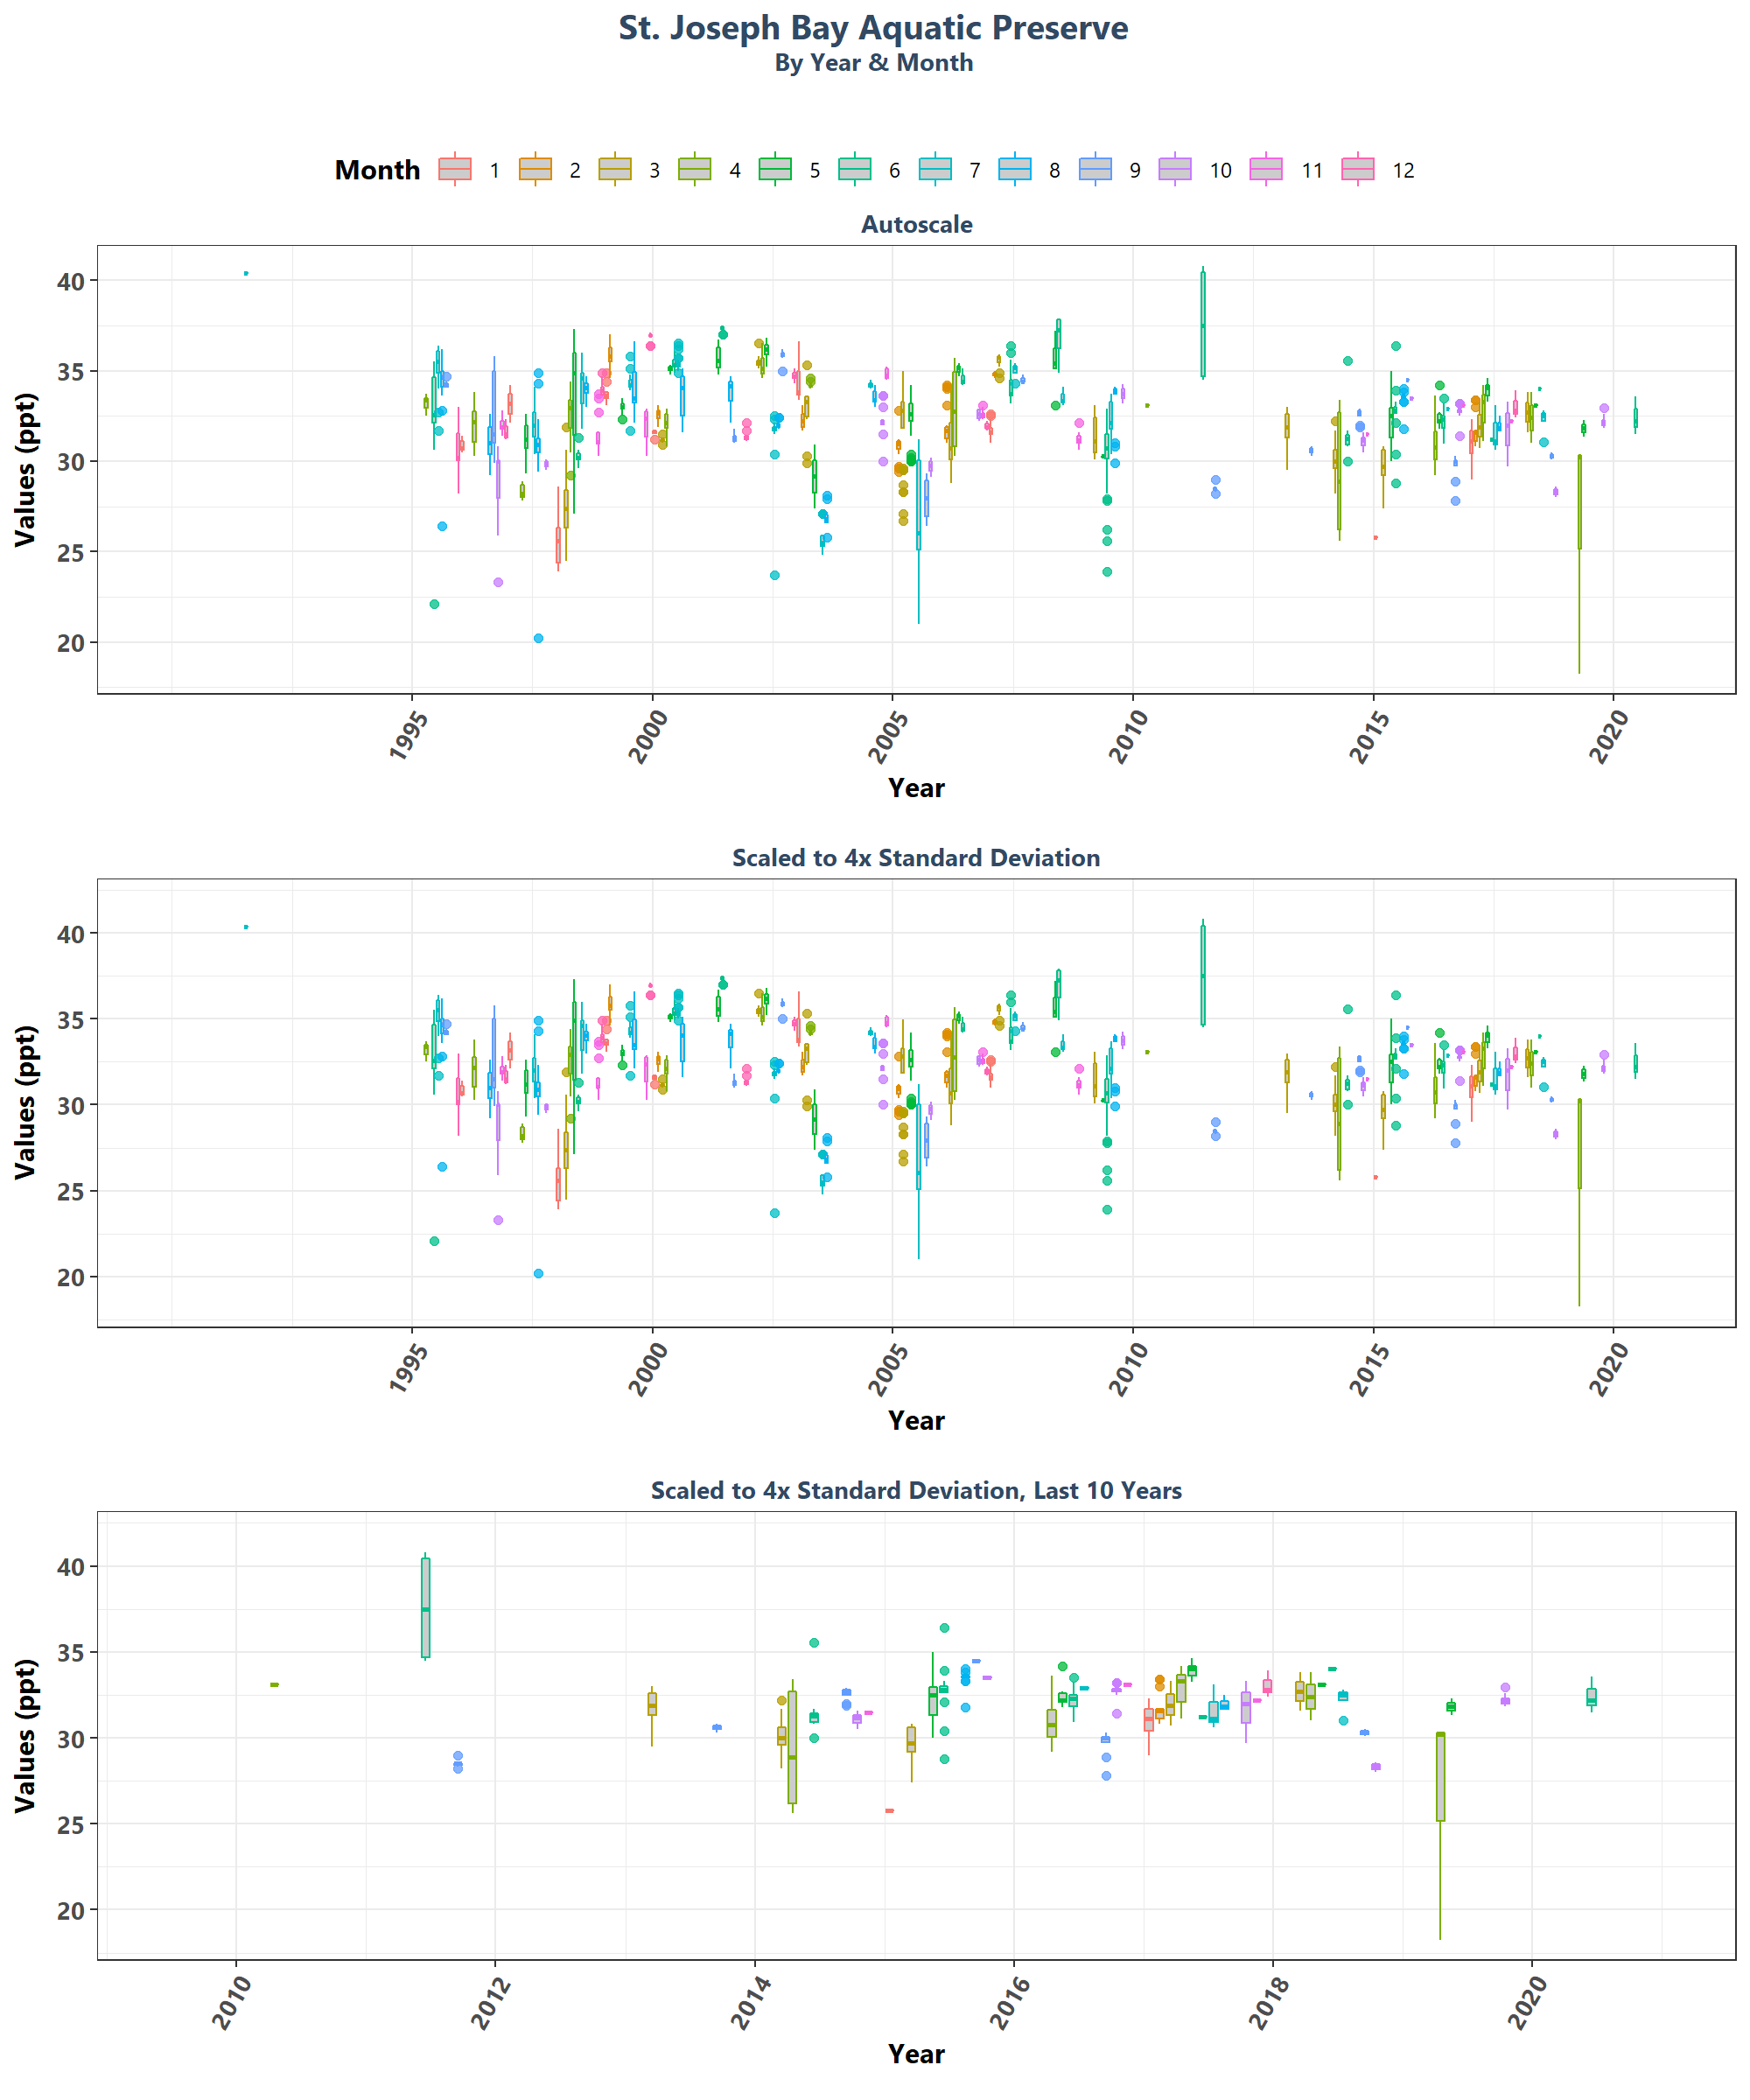 St. Joseph Bay Aquatic Preserve
By Year & Month
Month 1 2 3 4 5 6 7 8 9 10 11 12
Autoscale
Values (ppt)
40
35
30
25
20
1995 2000 2005 2010 2015 2020
Year
Scaled to 4x Standard Deviation
Values (ppt)
40
35
30
25
20
1995 2000 2005 2010 2015 2020
Year
Scaled to 4x Standard Deviation, Last 10 Years
Values (ppt)
40
35
30
25
20
2010 2012 2014 2016 2018 2020
Year